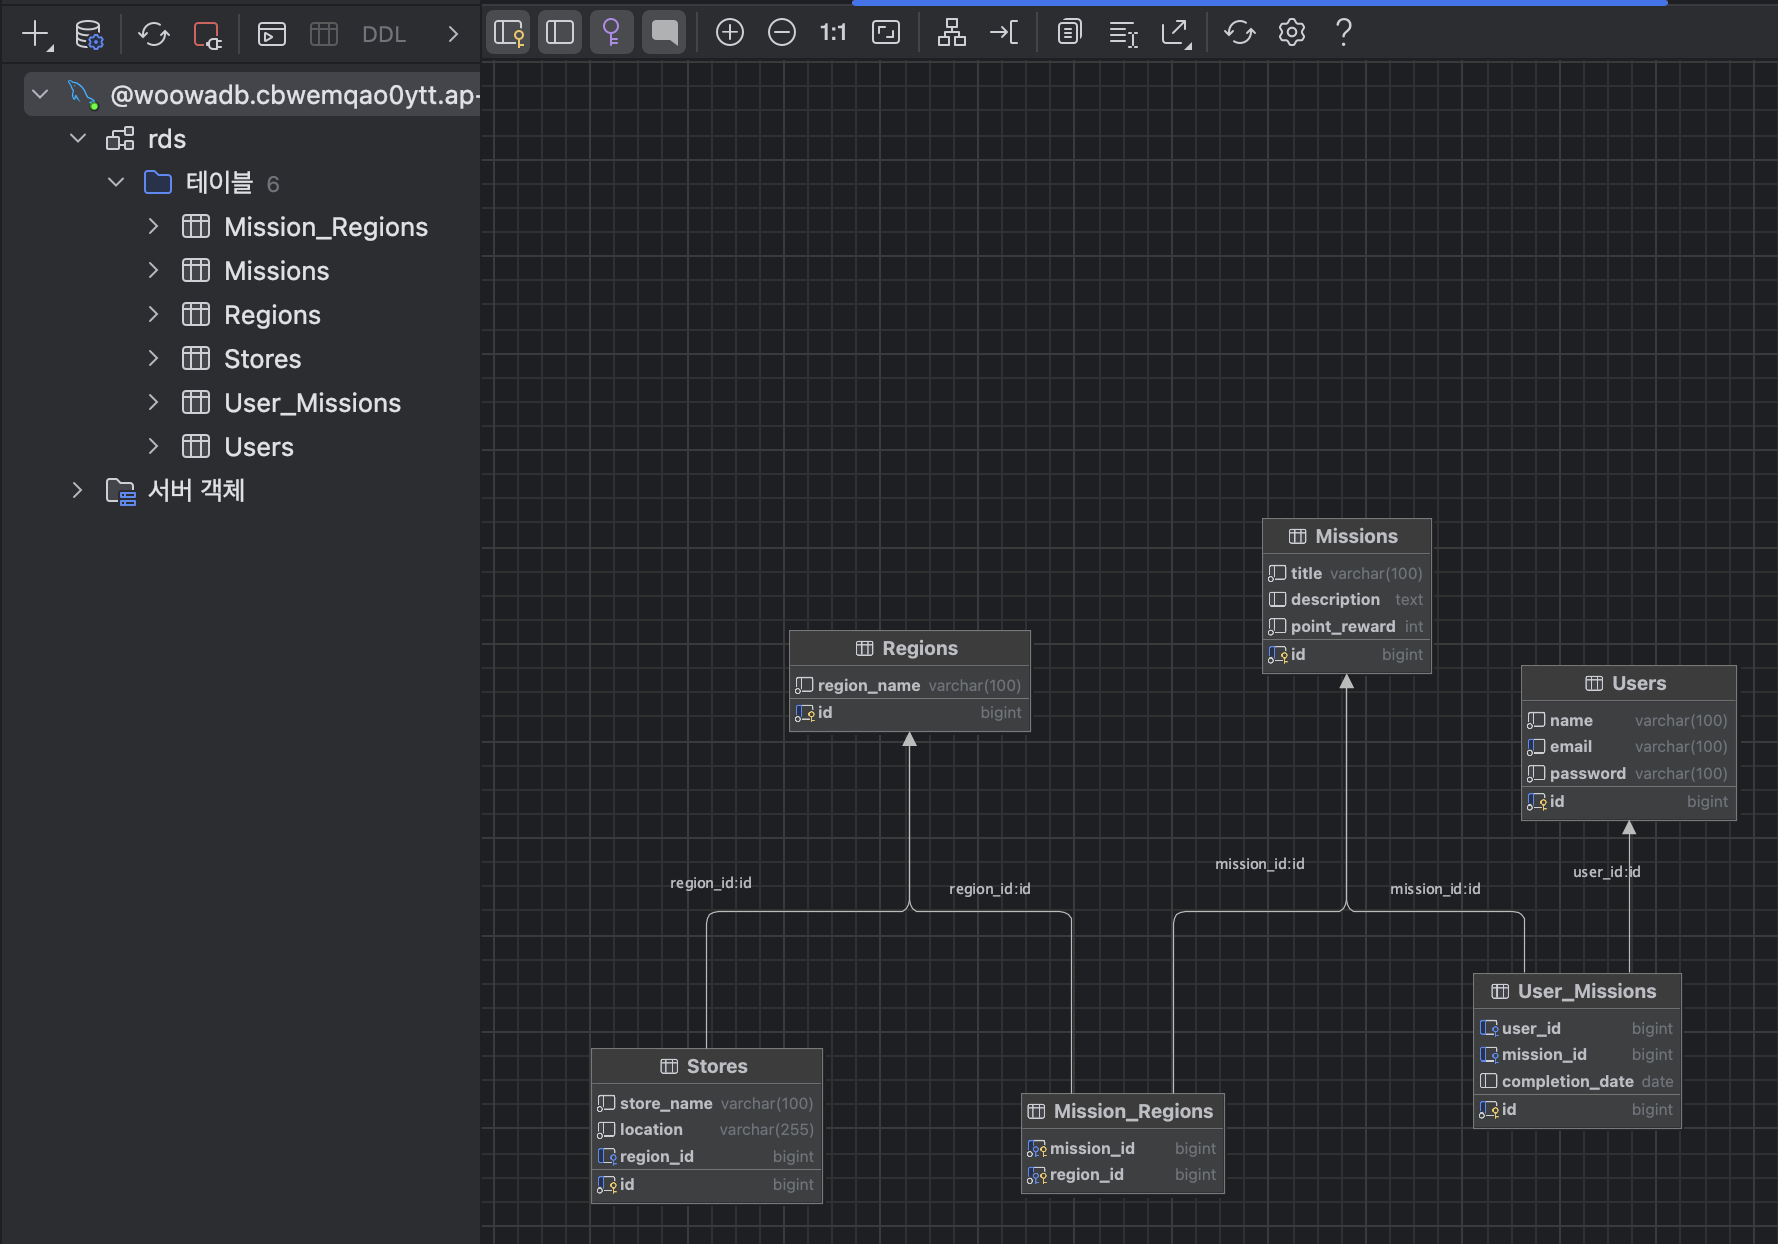 DDL
1:1
@woowadb.cbwemqao0ytt.ap-
rds
테이블 6
Mission_Regions
Missions
Regions
Stores
User_Missions
Users
서버 객체
Missions
title varchar(100)
description text
point_reward int
id bigint
Regions
region_name varchar(100)
id bigint
Users
name varchar(100)
email varchar(100)
password varchar(100)
id bigint
region_id:id
region_id:id
mission_id:id
mission_id:id
user_id:id
User_Missions
user_id bigint
mission_id bigint
completion_date date
id bigint
Stores
store_name varchar(100)
location varchar(255)
region_id bigint
id bigint
Mission_Regions
mission_id bigint
region_id bigint